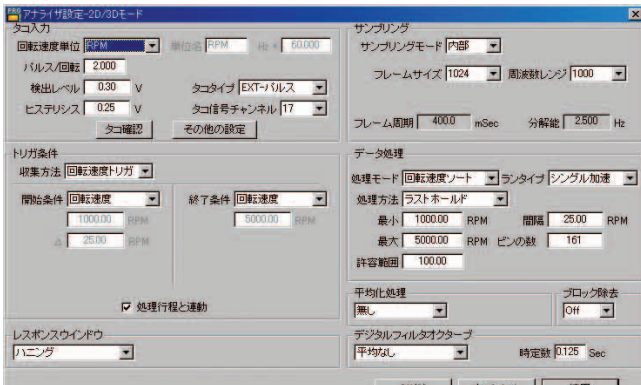 アナライザ設定-2D/3Dモード
タコ入力
回転速度単位 RPM 単位名 RPM Hz * 60.000
パルス/回転 2.000
検出レベル 0.30 V タコタイプ EXT-パルス
ヒステリシス 0.25 V タコ信号チャンネル 17
タコ確認 その他の設定
サンプリング
サンプリングモード 内部
フレームサイズ 1024 周波数レンジ 1000
フレーム周期 400.0 mSec 分解能 2.500 Hz
トリガ条件
収集方法 回転速度トリガ
開始条件 回転速度 終了条件 回転速度
1000.00 RPM 5000.00 RPM
△ 25.00 RPM
処理行程と連動
データ処理
処理モード 回転速度ソート ランタイプ シングル加速
処理方法 ラストホールド
最小 1000.00 RPM 間隔 25.00 RPM
最大 5000.00 RPM ビンの数 161
許容範囲 100.00
平均化処理 ブロック除去
無し Off
レスポンスウインドウ
ハニング
デジタルフィルタオクターブ
平均なし 時定数 0.125 Sec